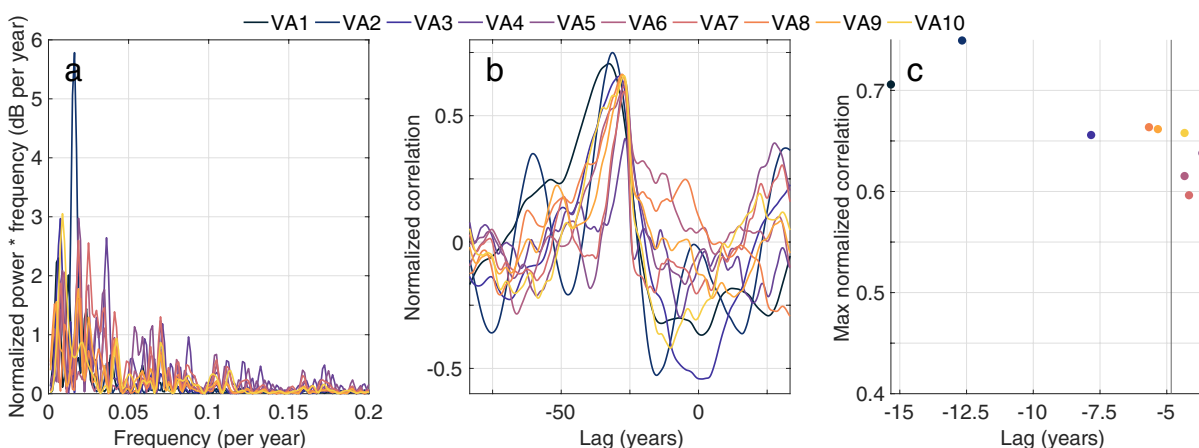 VA1 VA2 VA3 VA4 VA5 VA6 VA7 VA8 VA9 VA10
Normalized power * frequency (dB per year)
6
5
4
3
2
1
0
a
0 0.05 0.1 0.15 0.2
Frequency (per year)
Normalized correlation
0.5
0
-0.5
b
-50 0
Lag (years)
Max normalized correlation
0.7
0.6
0.5
0.4
c
-15 -12.5 -10 -7.5 -5
Lag (years)